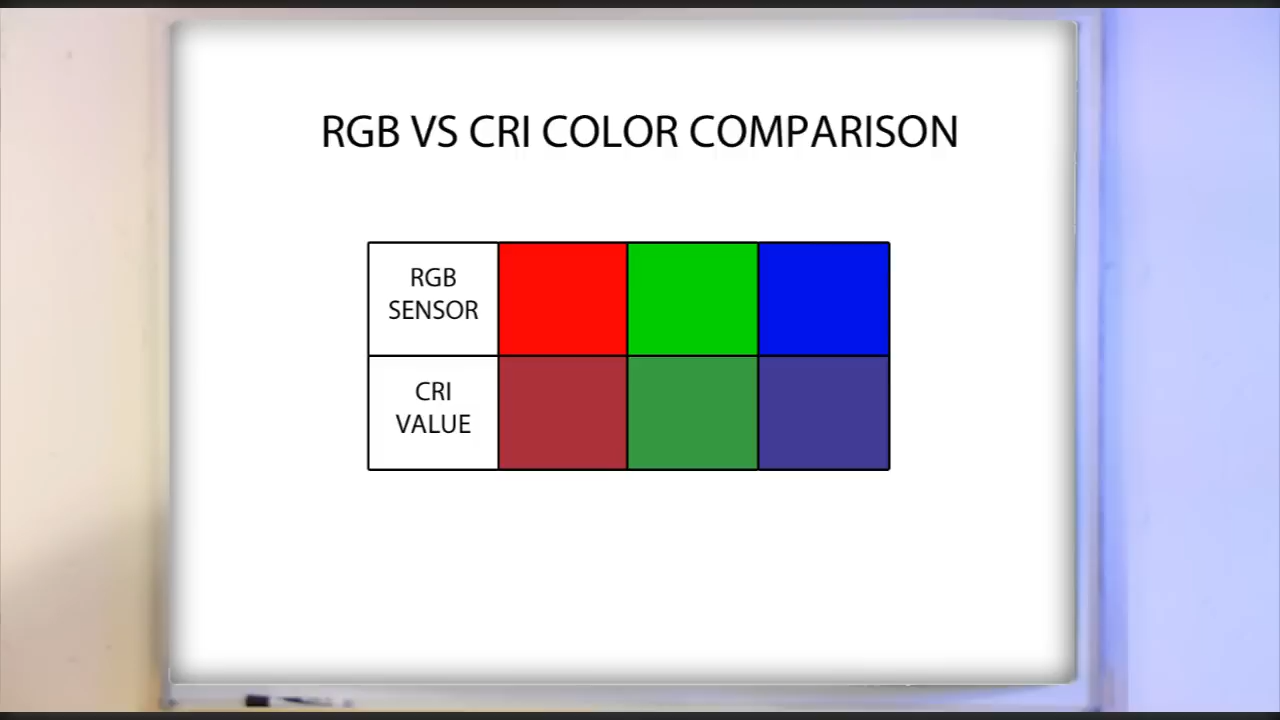 RGB VS CRI COLOR COMPARISON
RGB
SENSOR
CRI
VALUE